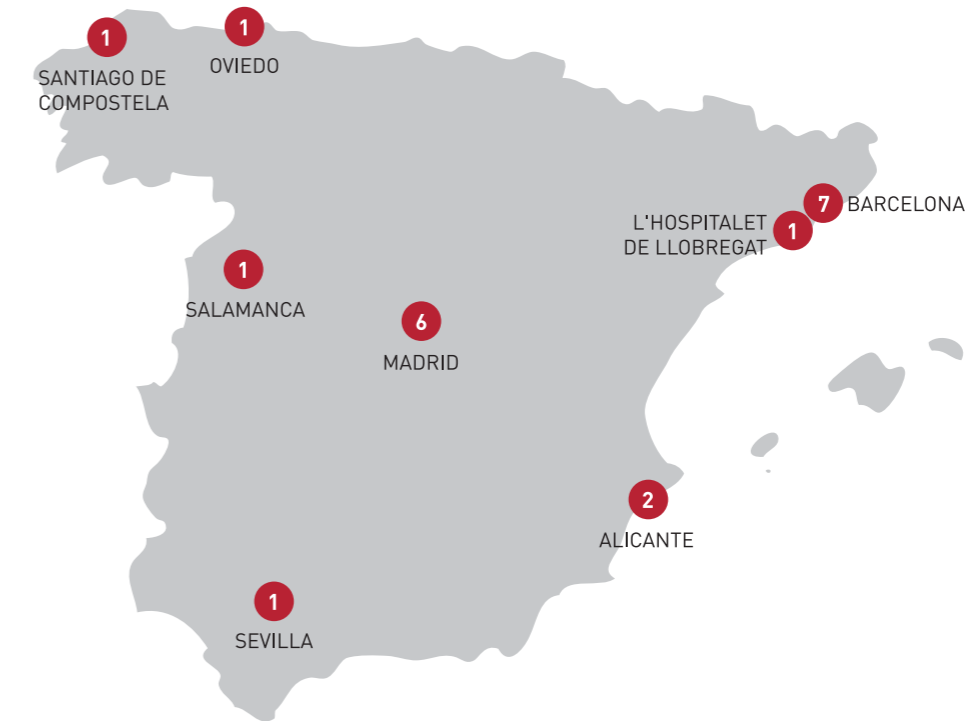 1
SANTIAGO DE
COMPOSTELA
1
OVIEDO
7
BARCELONA
L'HOSPITALET
DE LLOBREGAT
1
1
SALAMANCA
6
MADRID
2
ALICANTE
1
SEVILLA